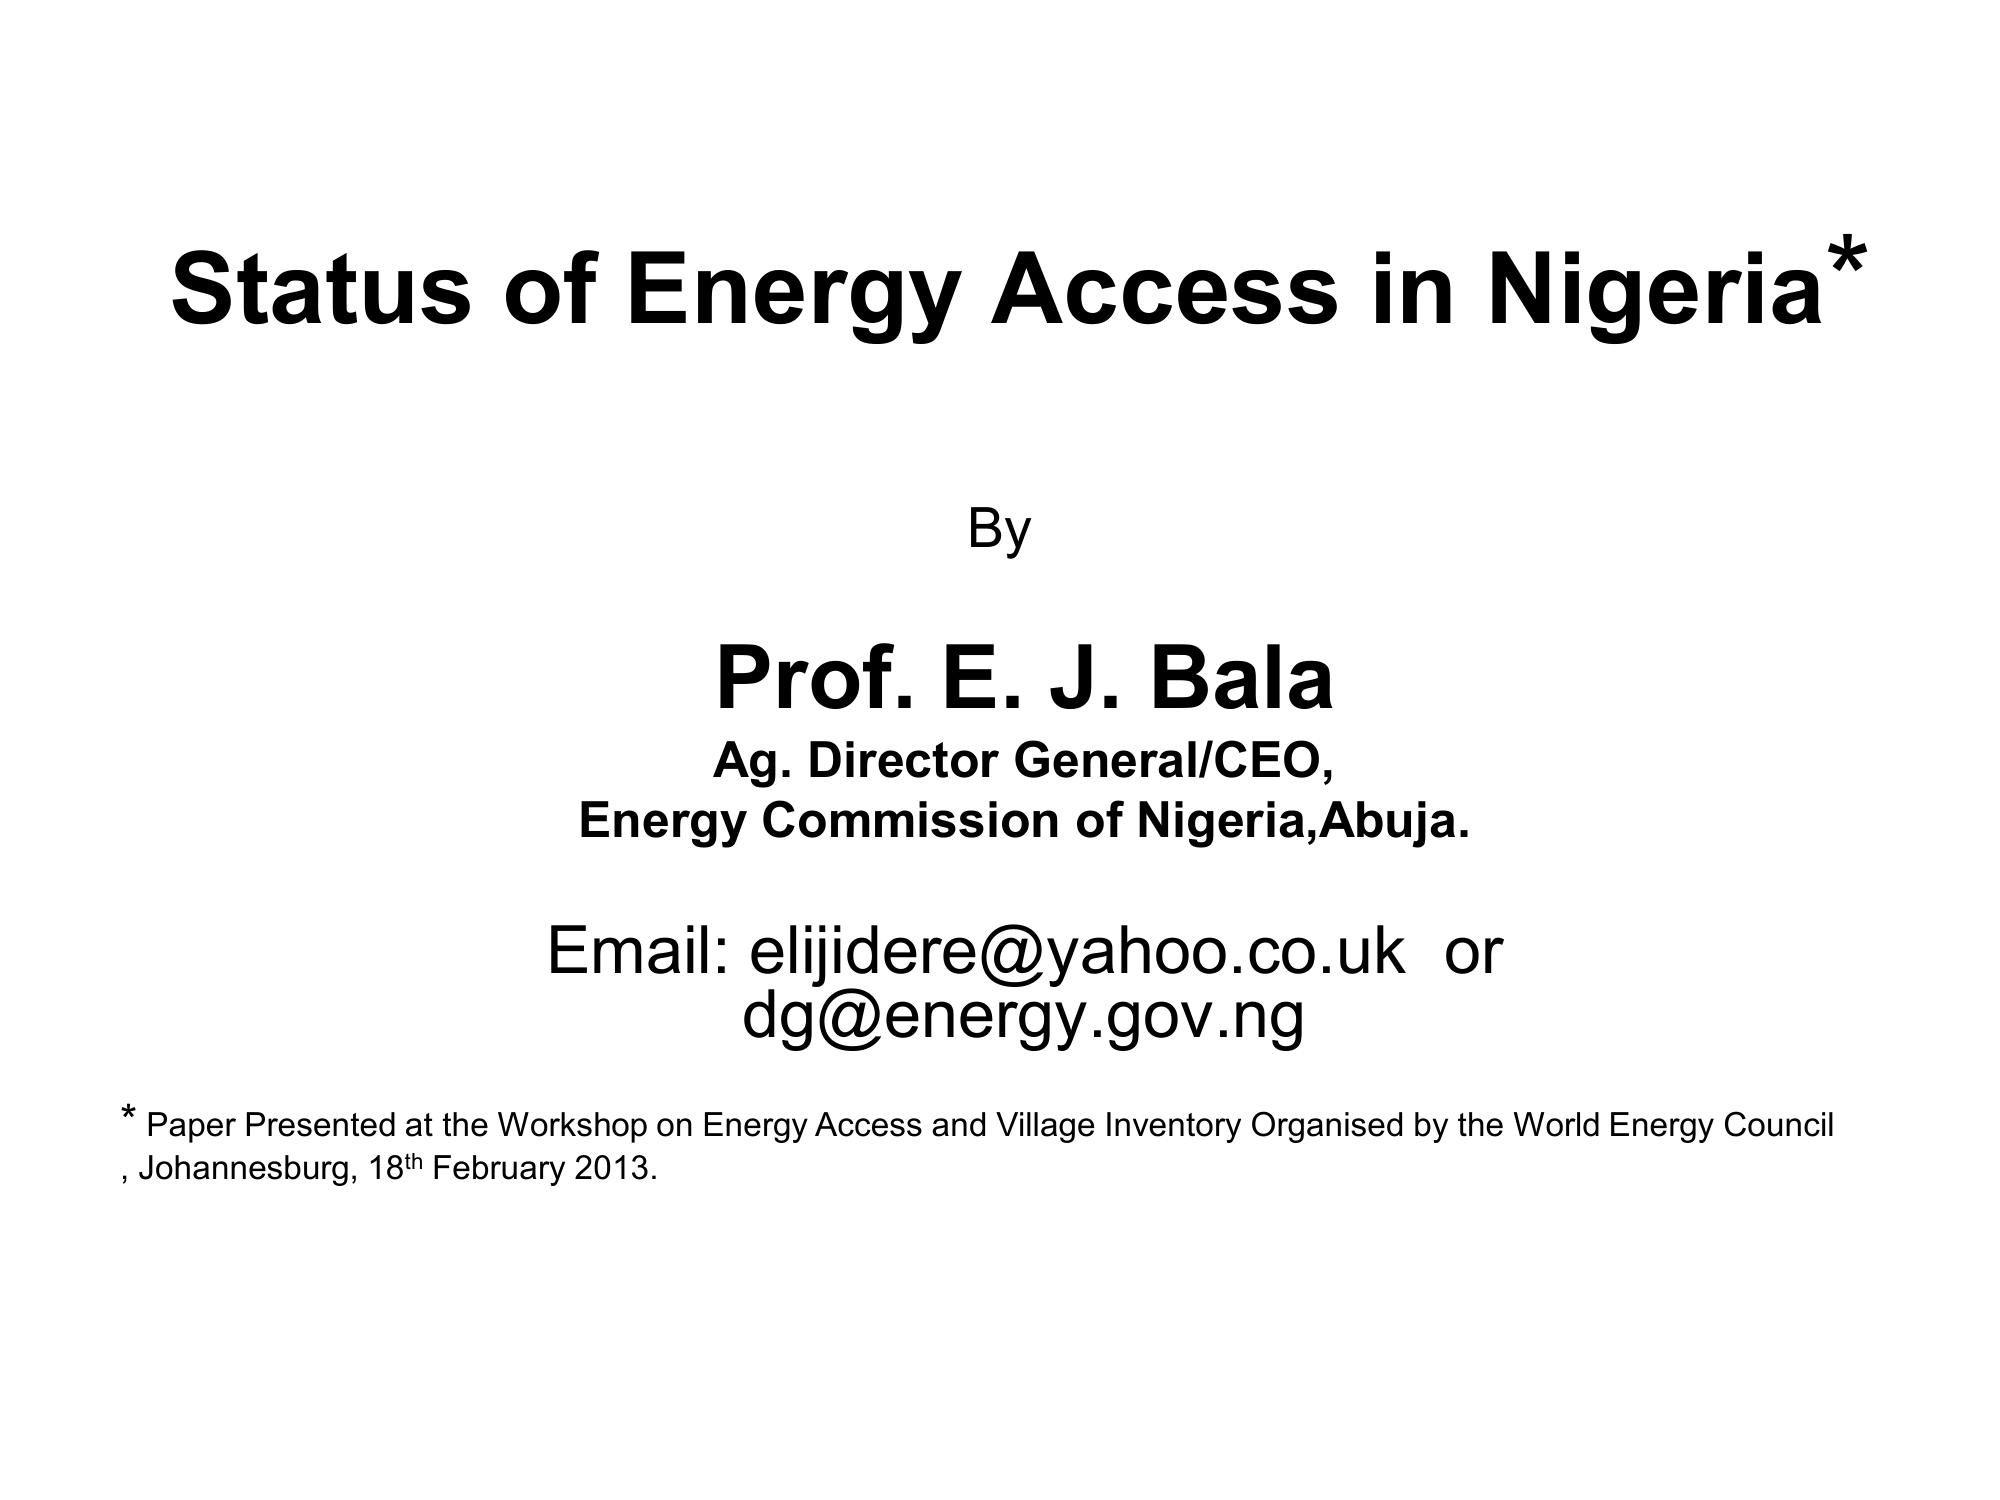 Status of Energy Access in Nigeria*
By
Prof. E. J. Bala
Ag. Director General/CEO,
Energy Commission of Nigeria,Abuja.
Email: elijidere@yahoo.co.uk  or
dg@energy.gov.ng
* Paper Presented at the Workshop on Energy Access and Village Inventory Organised by the World Energy Council
, Johannesburg, 18th February 2013.